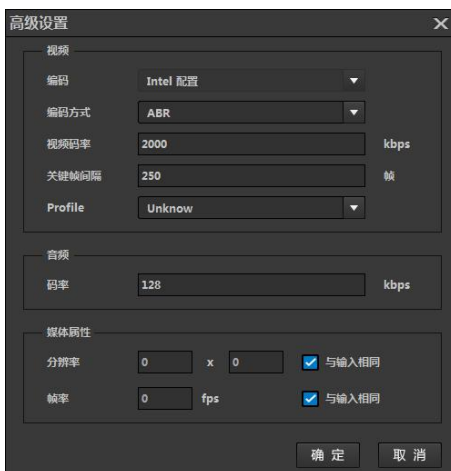 高级设置
视频
编码 Intel 配置
编码方式 ABR
视频码率 2000 kbps
关键帧间隔 250 帧
Profile Unknow
音频
码率 128 kbps
媒体属性
分辨率 0 x 0 与输入相同
帧率 0 fps 与输入相同
确 定 取 消